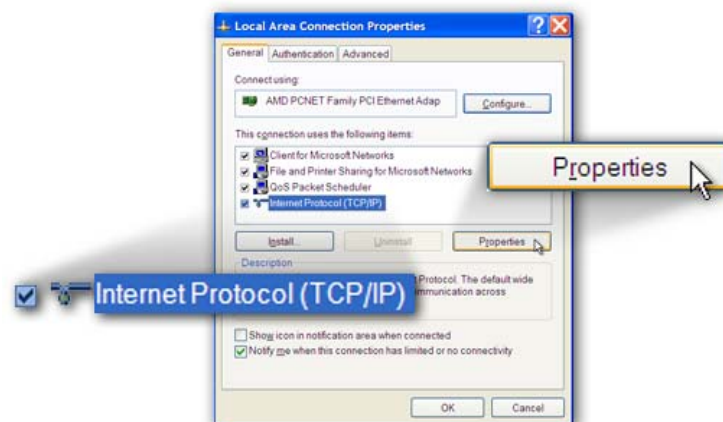 Local Area Connection Properties
General Authentication Advanced
Connect using:
AMD PCNET Family PCI Ethernet Adap Configure...
This connection uses the following items:
Client for Microsoft Networks
File and Printer Sharing for Microsoft Networks
QoS Packet Scheduler
Internet Protocol (TCP/IP)
Properties
Install... Uninstall Properties
Description
Protocol. The default wide
communication across
Internet Protocol (TCP/IP)
Show icon in notification area when connected
Notify me when this connection has limited or no connectivity
OK Cancel